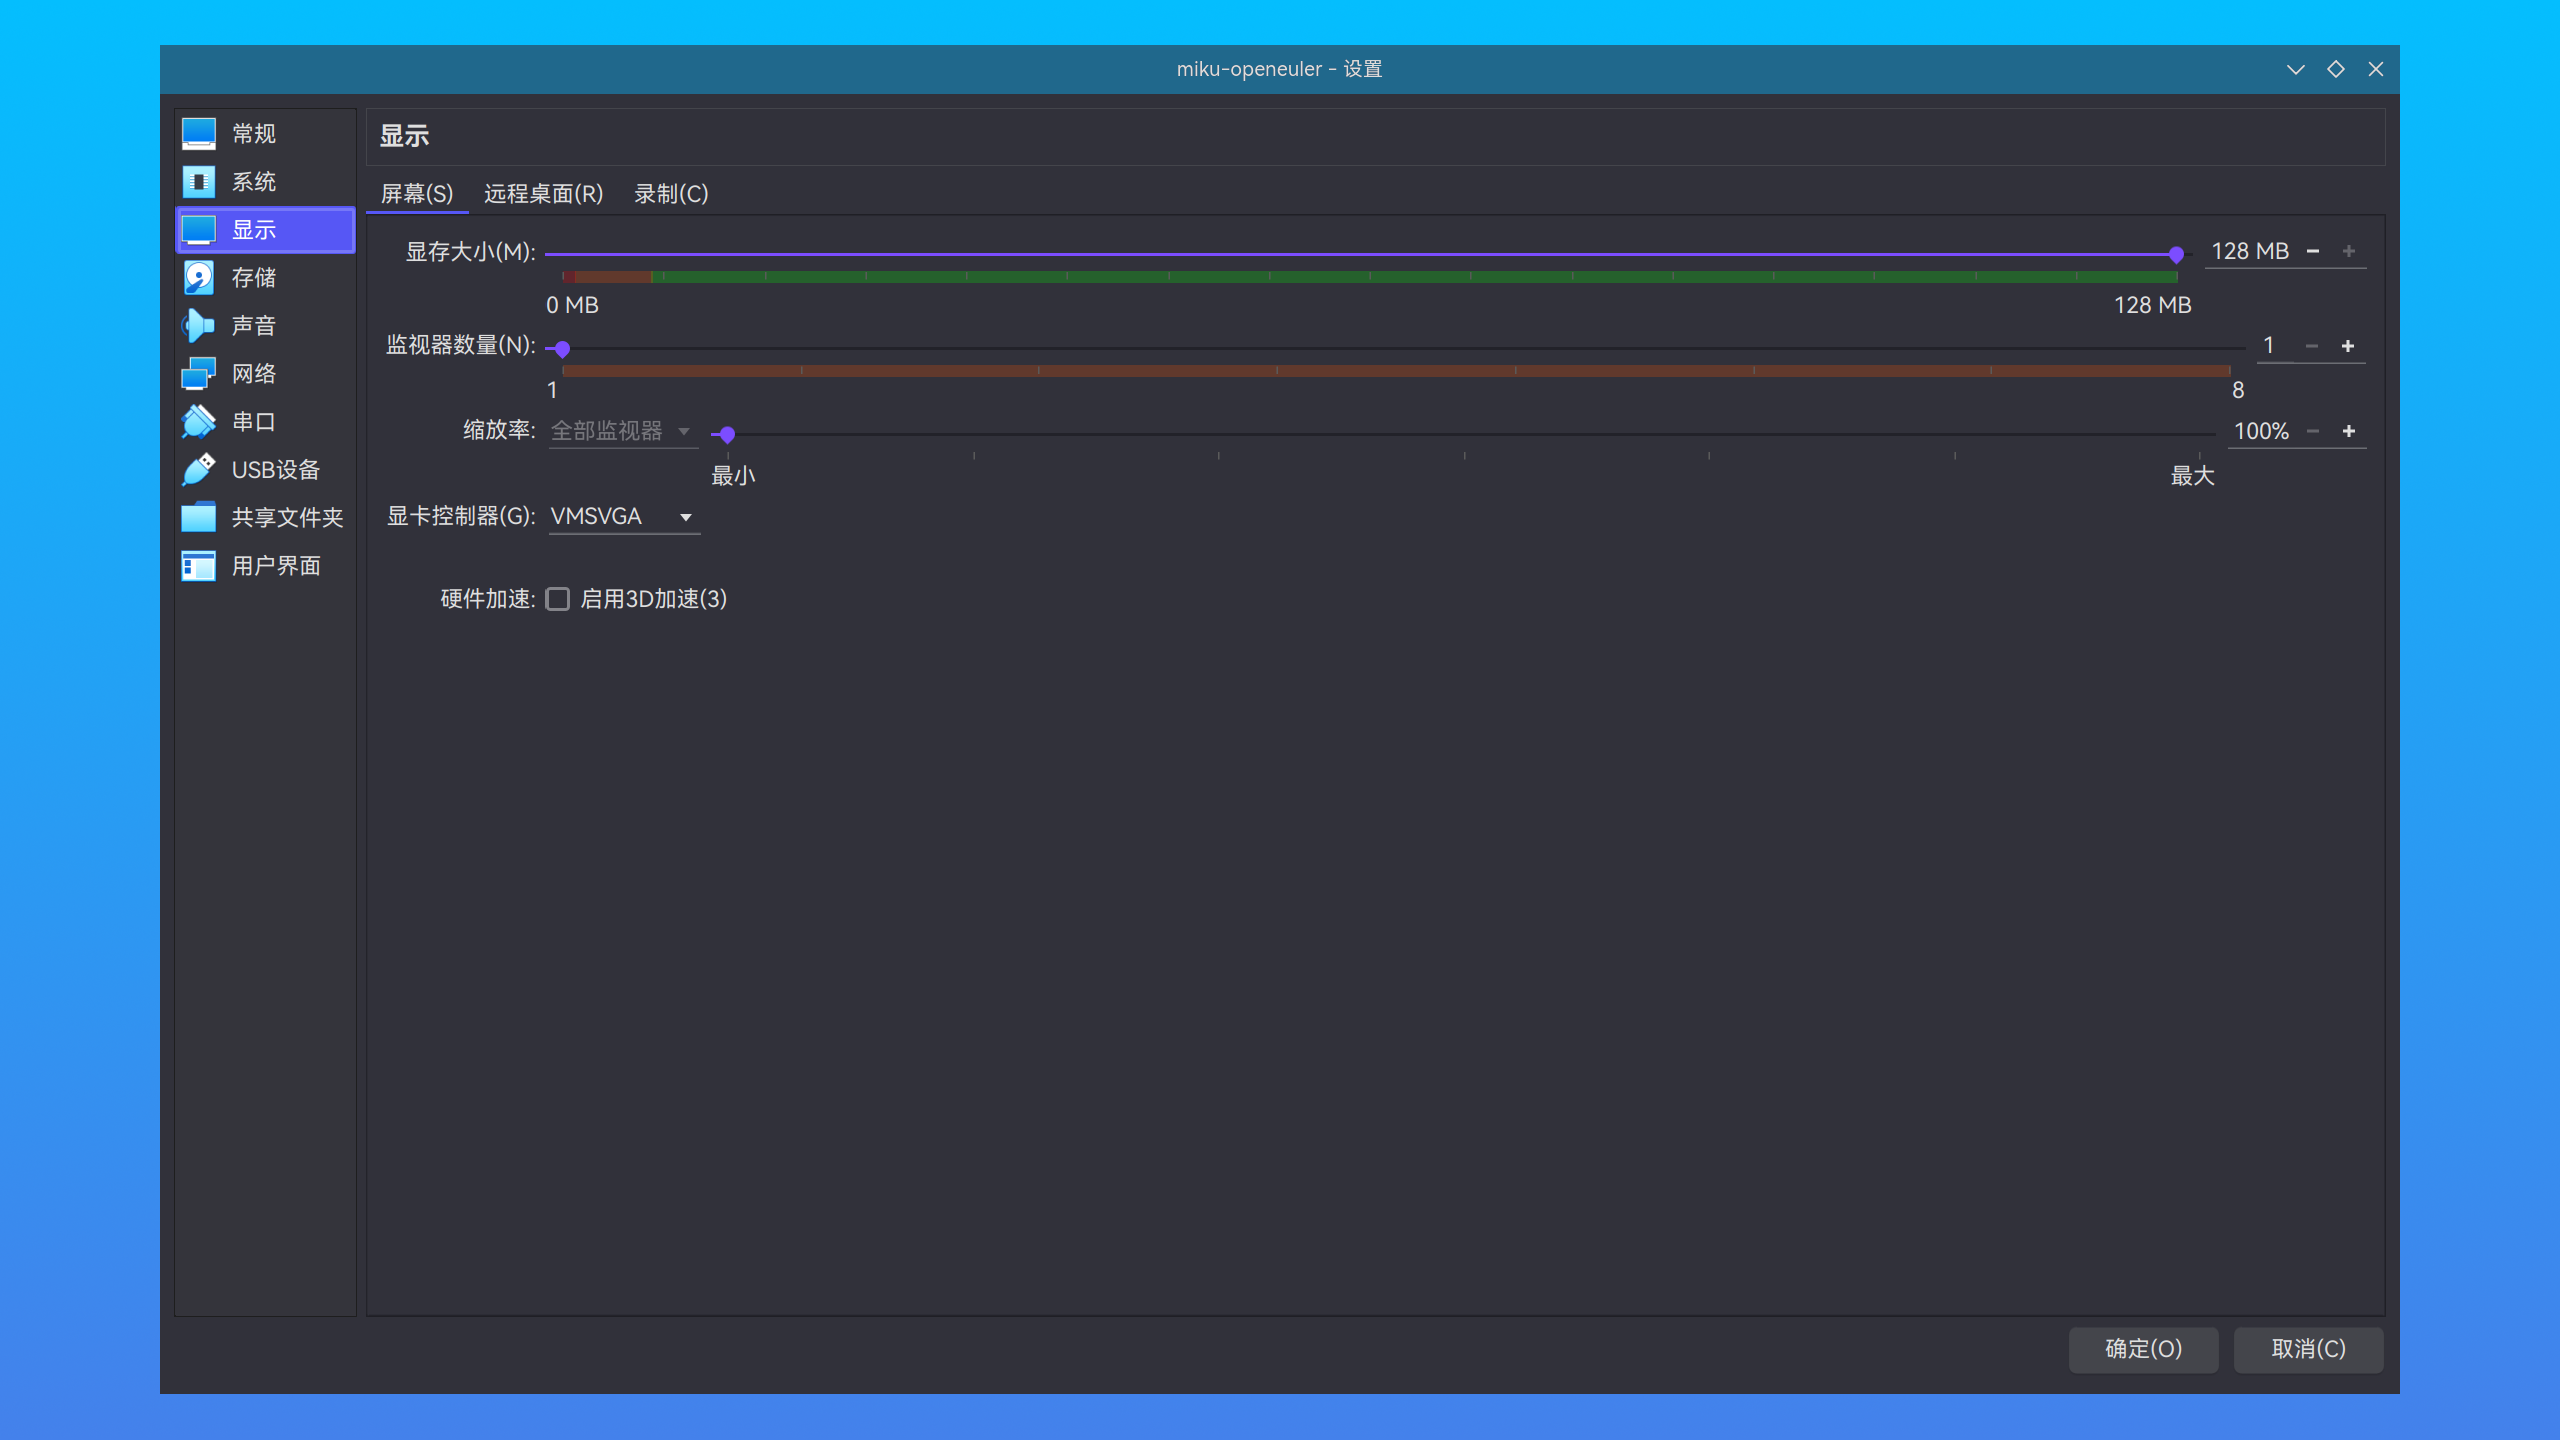 miku-openeuler - 设置
常规
系统
显示
存储
声音
网络
串口
USB设备
共享文件夹
用户界面
显示
屏幕(S) 远程桌面(R) 录制(C)
显存大小(M): 128 MB
0 MB 128 MB
监视器数量(N): 1
1 8
缩放率: 全部监视器 100%
最小 最大
显卡控制器(G): VMSVGA
硬件加速: 启用3D加速(3)
确定(O) 取消(C)